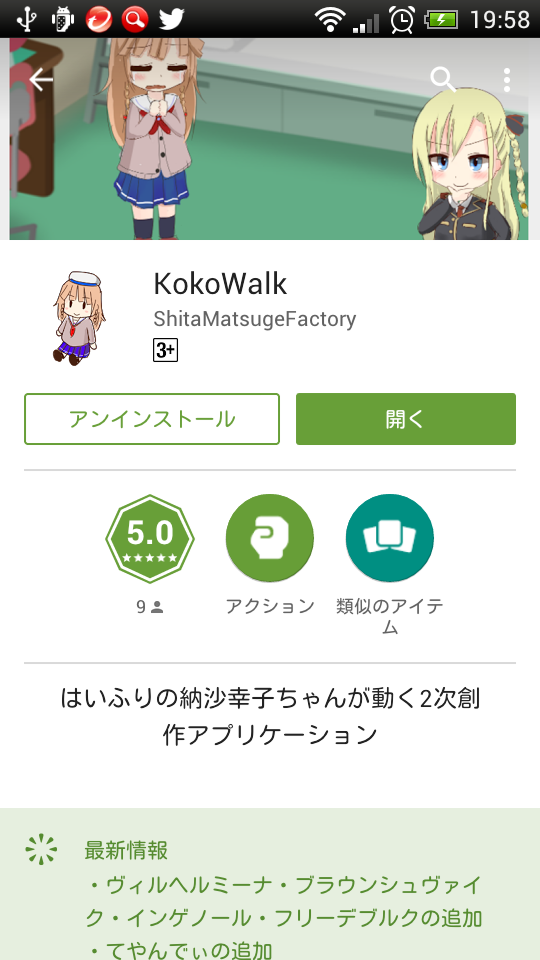 19:58
KokoWalk
ShitaMatsugeFactory
3+
アンインストール
開く
5.0
9
アクション
類似のアイテ
ム
はいふりの納沙幸子ちゃんが動く2次創
作アプリケーション
最新情報
・ヴィルヘルミーナ・ブラウンシュヴァイ
ク・インゲノール・フリーデブルクの追加
・てやんでぃの追加